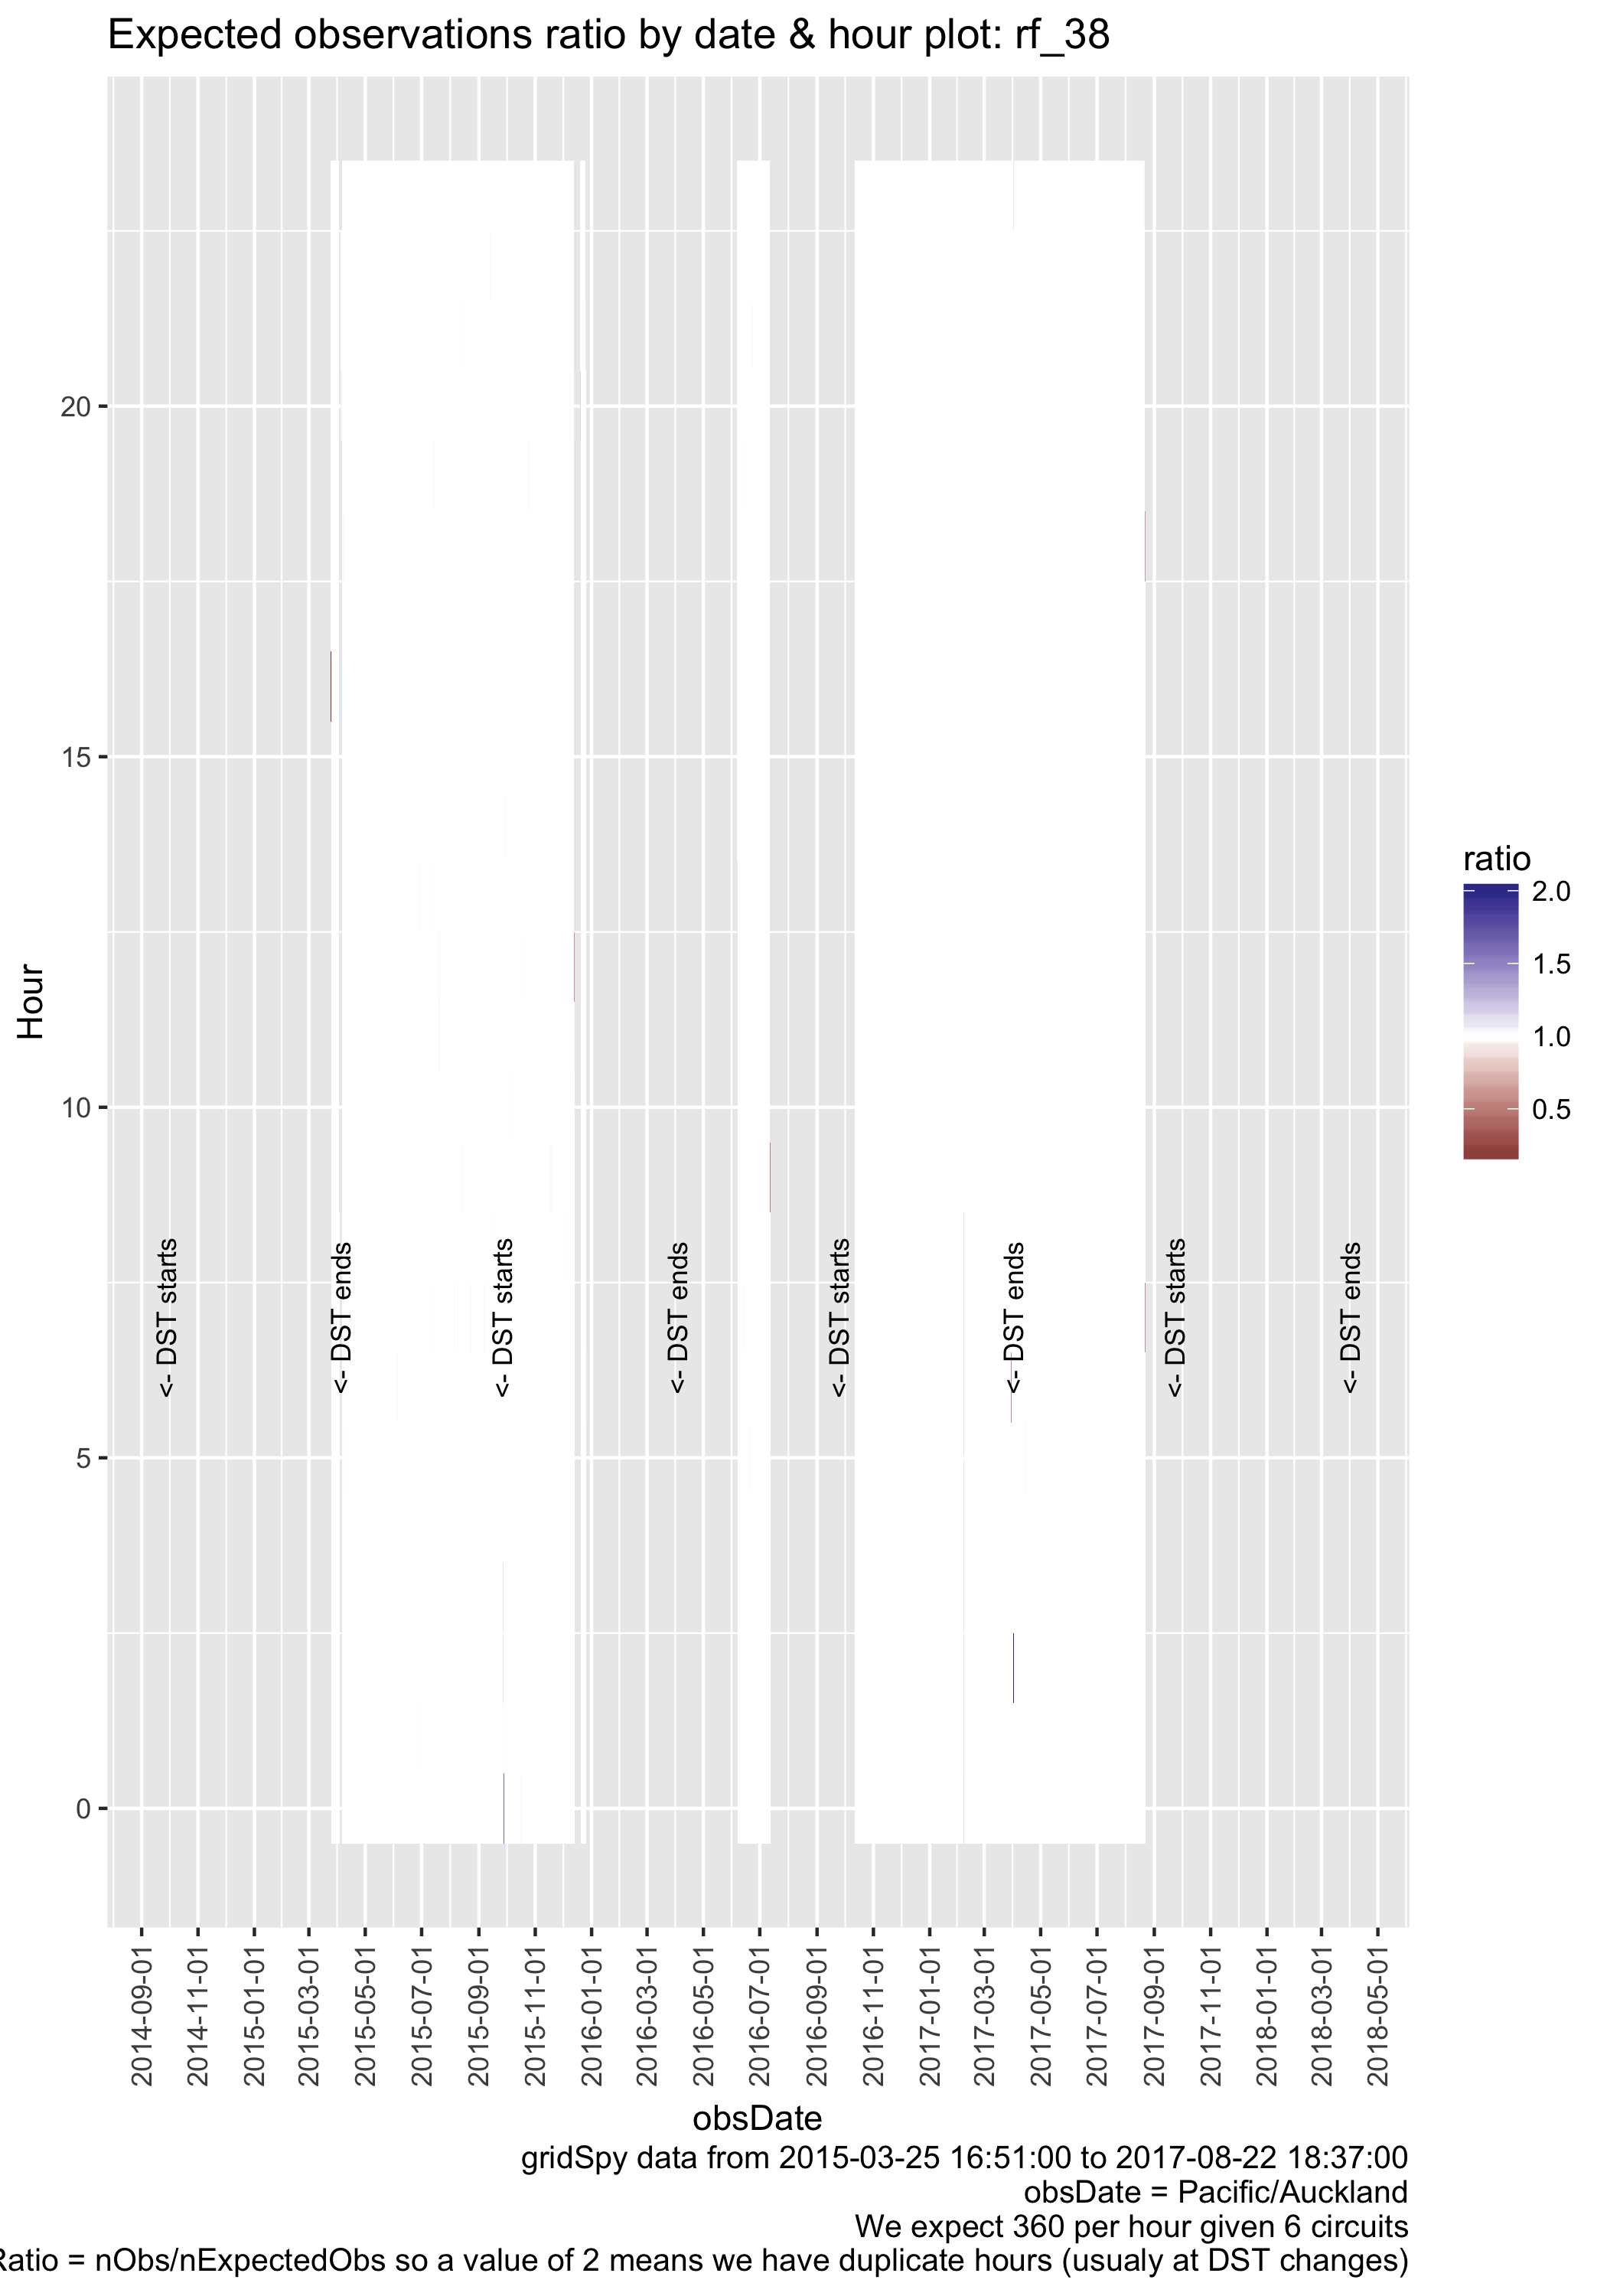 Expected observations ratio by date & hour plot: rf_38
20
15
10
5
0
Hour
<- DST starts
<- DST ends
<- DST starts
<- DST ends
<- DST starts
<- DST ends
<- DST starts
<- DST ends
ratio
2.0
1.5
1.0
0.5
2014-09-01
2014-11-01
2015-01-01
2015-03-01
2015-05-01
2015-07-01
2015-09-01
2015-11-01
2016-01-01
2016-03-01
2016-05-01
2016-07-01
2016-09-01
2016-11-01
2017-01-01
2017-03-01
2017-05-01
2017-07-01
2017-09-01
2017-11-01
2018-01-01
2018-03-01
2018-05-01
obsDate
gridSpy data from 2015-03-25 16:51:00 to 2017-08-22 18:37:00
obsDate = Pacific/Auckland
We expect 360 per hour given 6 circuits
Ratio = nObs/nExpectedObs so a value of 2 means we have duplicate hours (usualy at DST changes)